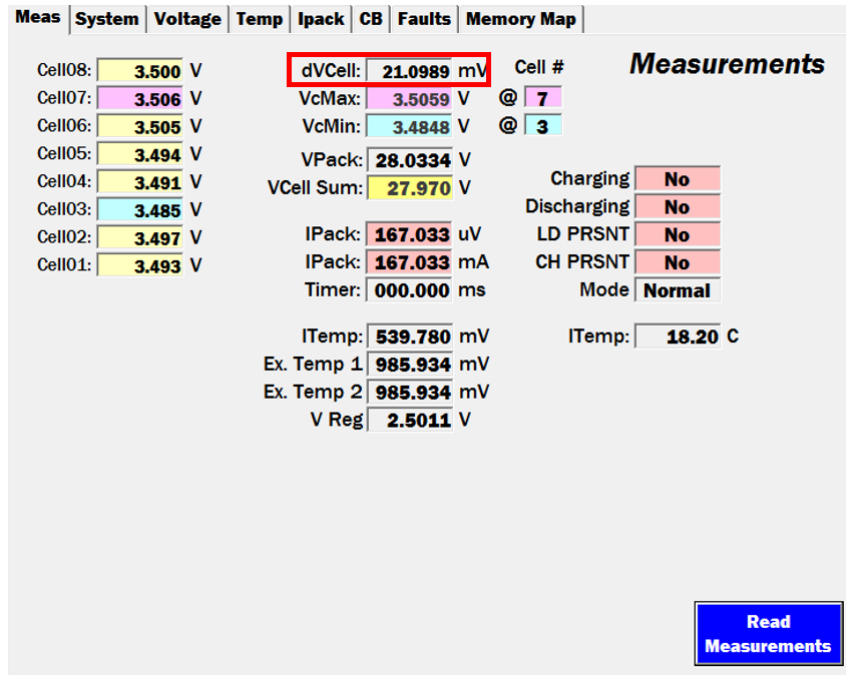 Meas System Voltage Temp Ipack CB Faults Memory Map
Measurements
Cell08: 3.500 V
Cell07: 3.506 V
Cell06: 3.505 V
Cell05: 3.494 V
Cell04: 3.491 V
Cell03: 3.485 V
Cell02: 3.497 V
Cell01: 3.493 V
dVCell: 21.0989 mV Cell #
VcMax: 3.5059 V @ 7
VcMin: 3.4848 V @ 3
VPack: 28.0334 V
VCell Sum: 27.970 V
IPack: 167.033 uV
IPack: 167.033 mA
Timer: 000.000 ms
ITemp: 539.780 mV
Ex. Temp 1 985.934 mV
Ex. Temp 2 985.934 mV
V Reg 2.5011 V
Charging No
Discharging No
LD PRSNT No
CH PRSNT No
Mode Normal
ITemp: 18.20 C
Read
Measurements